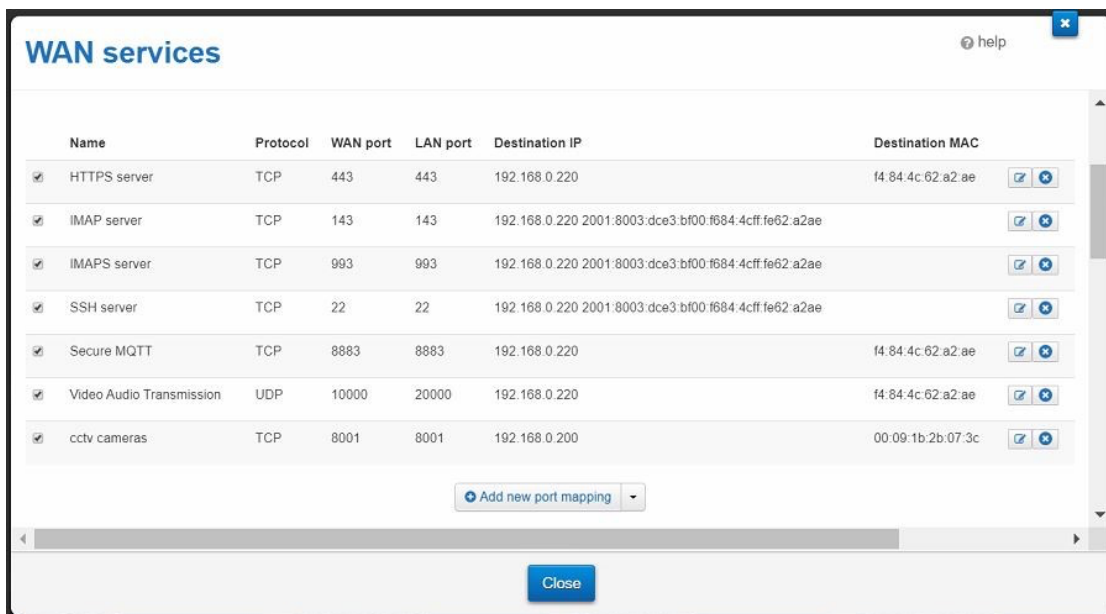 WAN services
help
Name Protocol WAN port LAN port Destination IP Destination MAC
HTTPS server TCP 443 443 192.168.0.220 f4:84:4c:62:a2:ae
IMAP server TCP 143 143 192.168.0.220 2001:8003:dce3:bf00:f684:4cff:fe62:a2ae
IMAPS server TCP 993 993 192.168.0.220 2001:8003:dce3:bf00:f684:4cff:fe62:a2ae
SSH server TCP 22 22 192.168.0.220 2001:8003:dce3:bf00:f684:4cff:fe62:a2ae
Secure MQTT TCP 8883 8883 192.168.0.220 f4:84:4c:62:a2:ae
Video Audio Transmission UDP 10000 20000 192.168.0.220 f4:84:4c:62:a2:ae
cctv cameras TCP 8001 8001 192.168.0.200 00:09:1b:2b:07:3c
Add new port mapping
Close